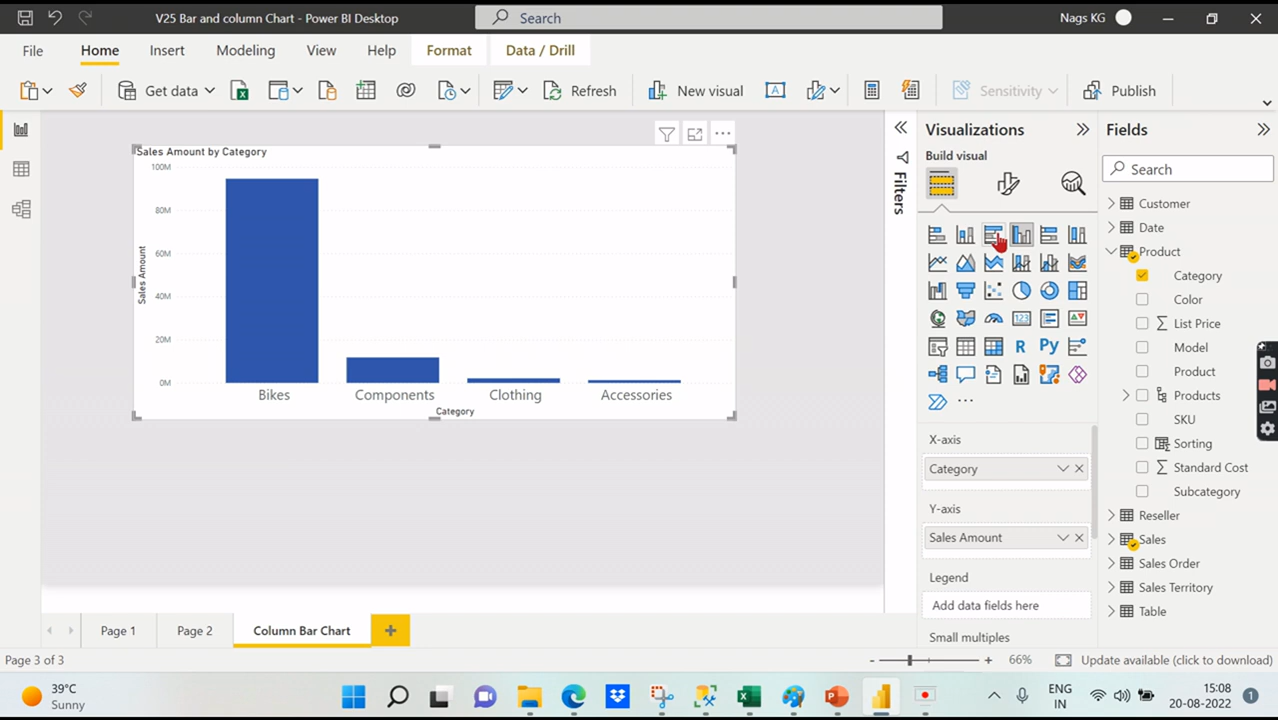 V25 Bar and column Chart - Power BI Desktop
Search
Nags KG
File
Home
Insert
Modeling
View
Help
Format
Data / Drill
Get data
Refresh
New visual
Sensitivity
Publish
Sales Amount by Category
100M
80M
60M
40M
20M
0M
Sales Amount
Bikes
Components
Clothing
Accessories
Category
Filters
Visualizations
Build visual
123
R
Py
X-axis
Category
Y-axis
Sales Amount
Legend
Add data fields here
Small multiples
Fields
Search
Customer
Date
Product
Category
Color
List Price
Model
Product
Products
SKU
Sorting
Standard Cost
Subcategory
Reseller
Sales
Sales Order
Sales Territory
Table
Page 1
Page 2
Column Bar Chart
Page 3 of 3
66%
Update available (click to download)
39°C
Sunny
ENG
IN
15:08
20-08-2022
1